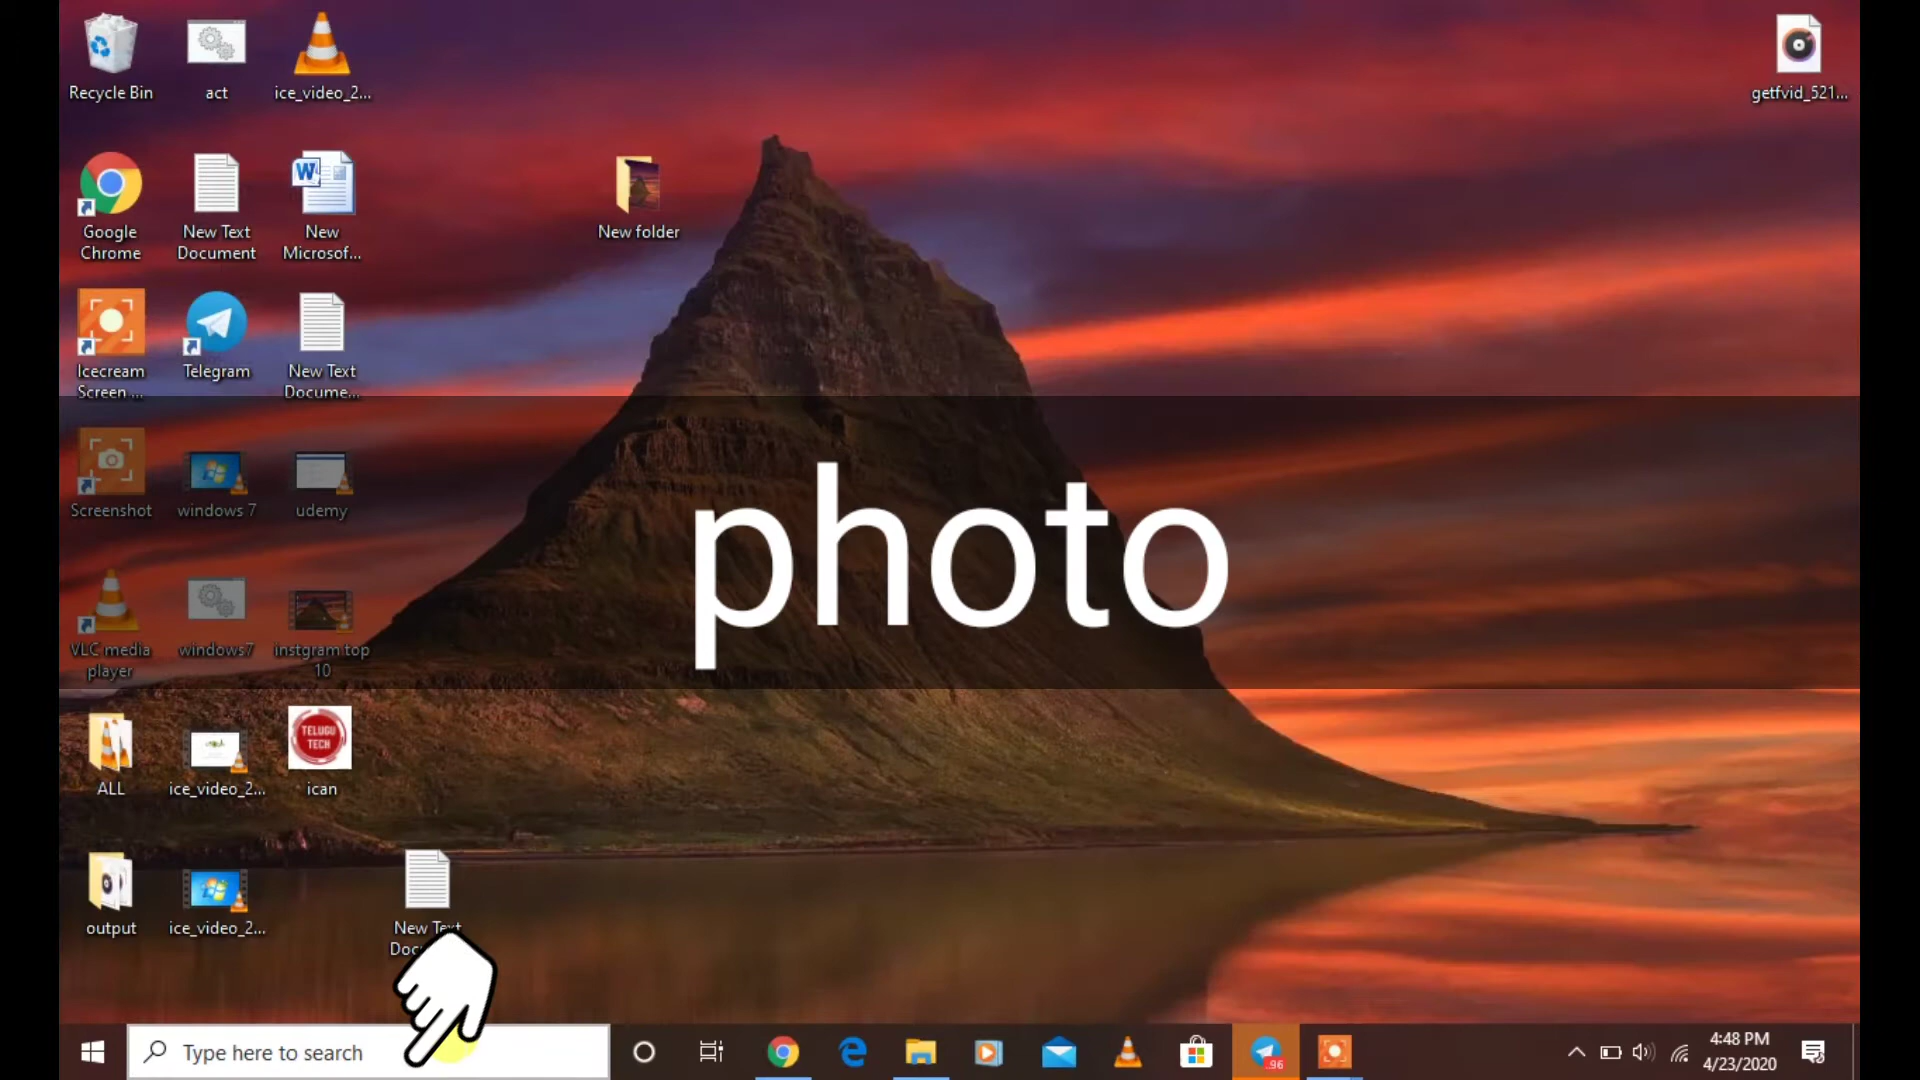 Recycle Bin
act
ice_video_2...
getfvid_521...
Google
Chrome
New Text
Document
New
Microsof...
New folder
Icecream
Screen ...
Telegram
New Text
Docume...
Screenshot
windows 7
udemy
photo
VLC media
player
windows7
instgram top
10
TELUGU
TECH
ALL
ice_video_2...
ican
output
ice_video_2...
New Text
Type here to search
96
4:48 PM
4/23/2020